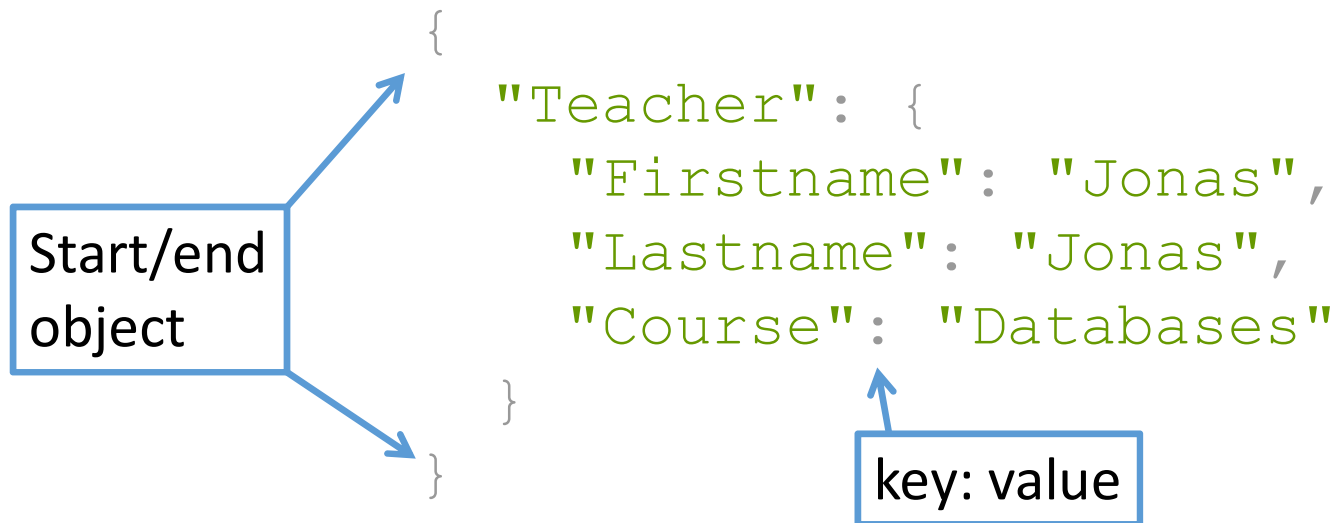 {
"Teacher": {
"Firstname": "Jonas",
"Lastname": "Jonas",
"Course": "Databases"
}
}
Start/end
object
key: value